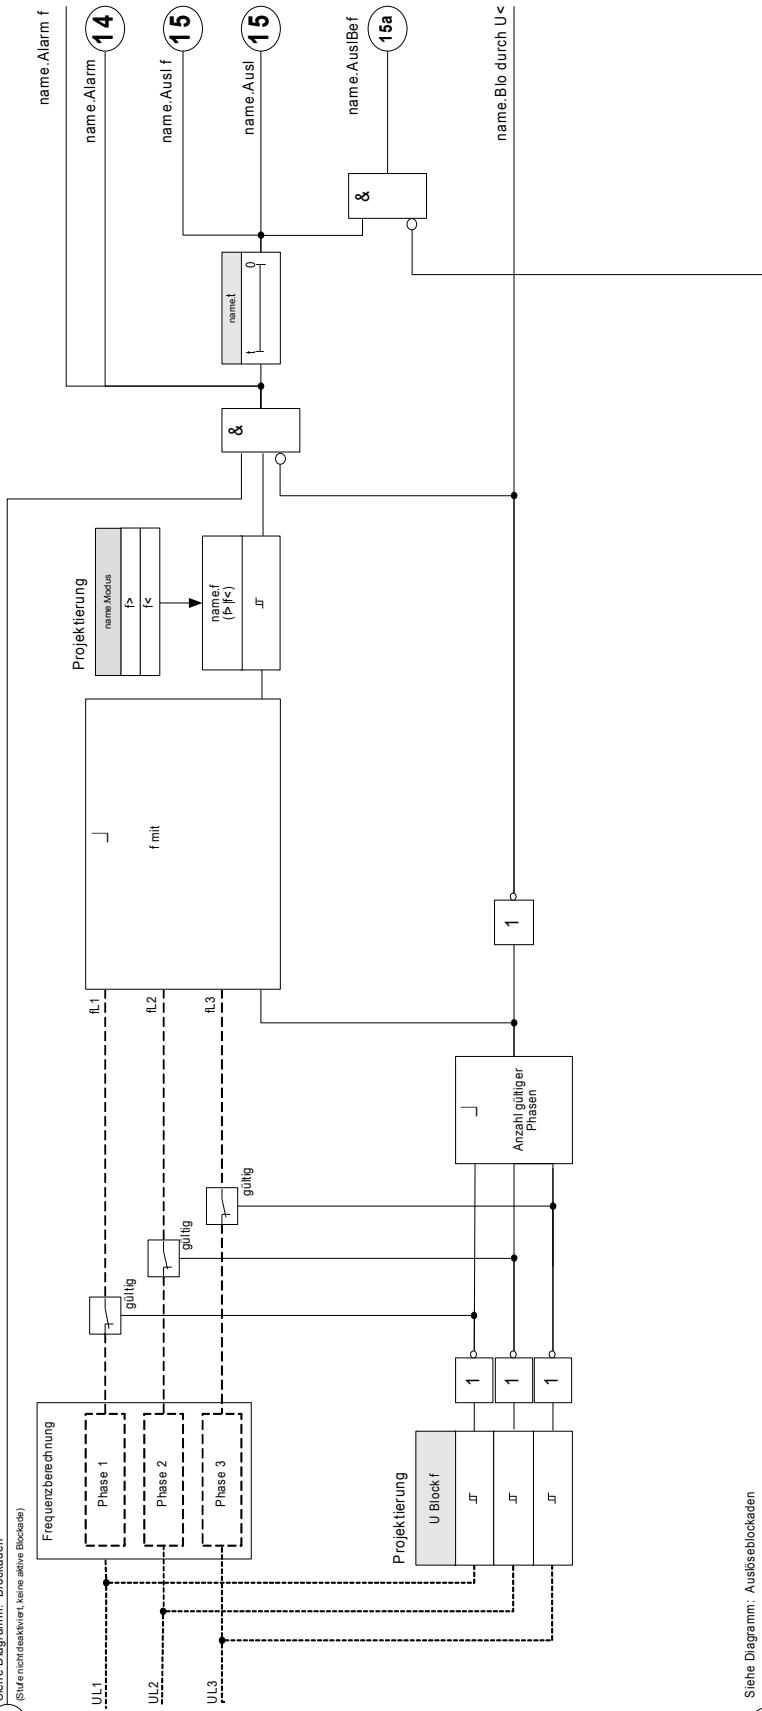 Siehe Diagramm: Blockaden
(Stufe nicht deaktiviert, keine aktive Blockade)
UL1
UL2
UL3
Frequenzberechnung
Phase 1
Phase 2
Phase 3
gültig
gültig
gültig
fL1
fL2
fL3
f mit
Projektierung
name.Modus
f>
f<
name.f
(f>|f<)
&
name.t
t
0
&
name.Alarm f
name.Alarm
14
name.Ausl f
15
name.Ausl
15
name.AuslBef
15a
name.Blo durch U<
Projektierung
U Block f
1
1
1
Anzahl gültiger
Phasen
1
Siehe Diagramm: Auslöseblockaden